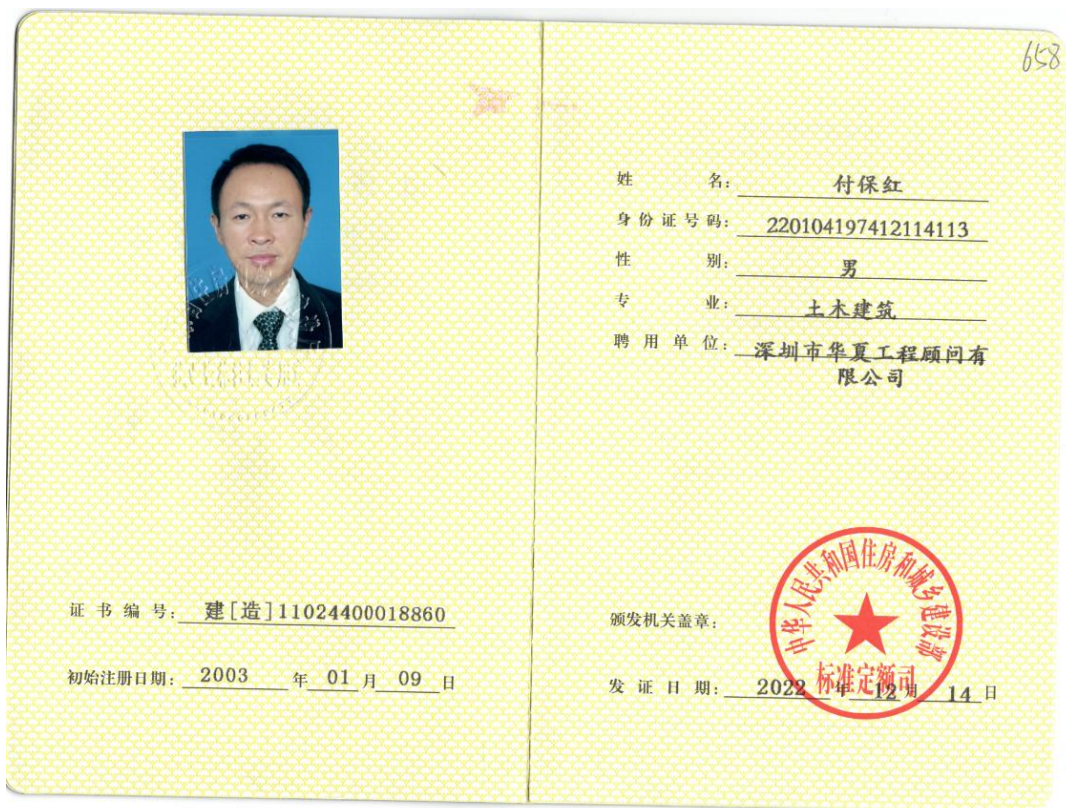 658
姓 名: 付保红
身份证号码: 220104197412114113
性 别: 男
专 业: 土木建筑
聘用单位: 深圳市华夏工程顾问有
限公司
证书编号: 建[造]11024400018860
初始注册日期: 2003 年 01 月 09 日
颁发机关盖章:
中华人民共和国住房和城乡建设部
标准定额司
发证日期: 2022 年 12 月 14 日